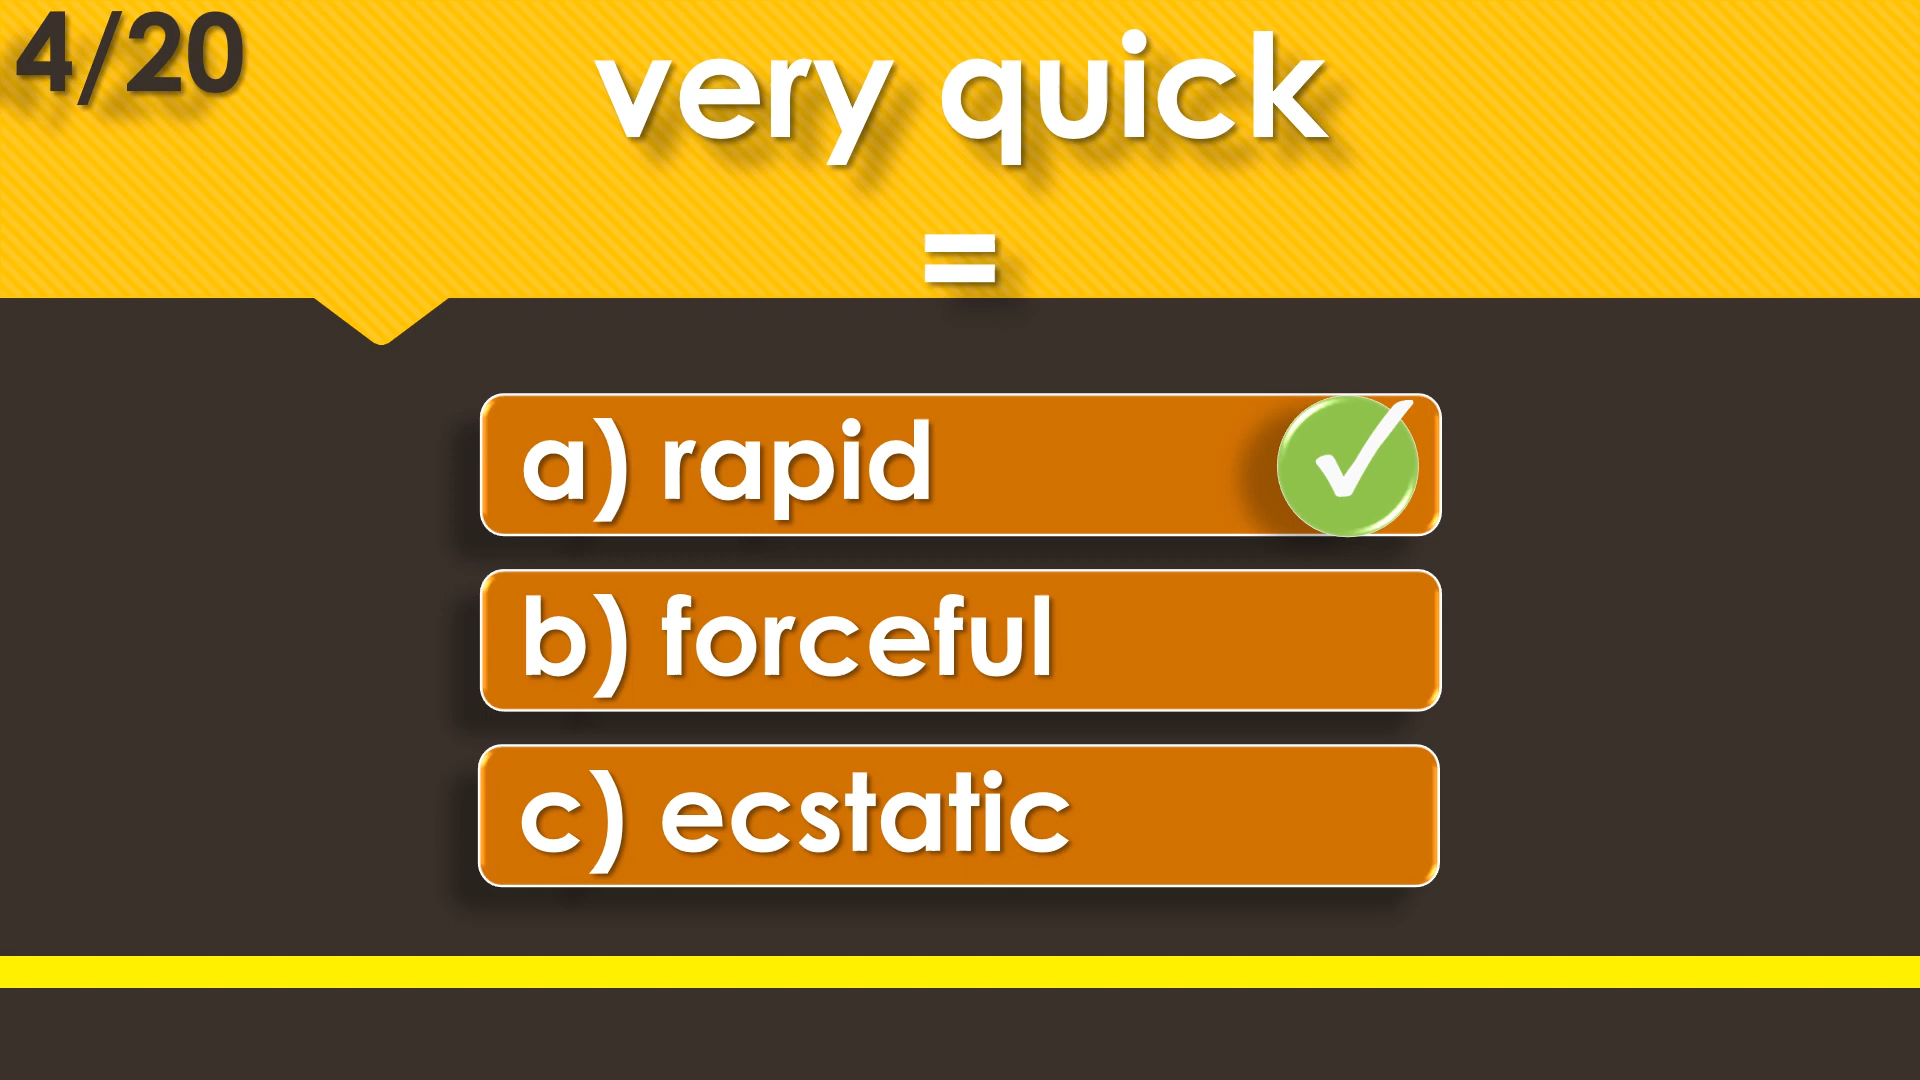 4/20
very quick
=
a) rapid
b) forceful
c) ecstatic